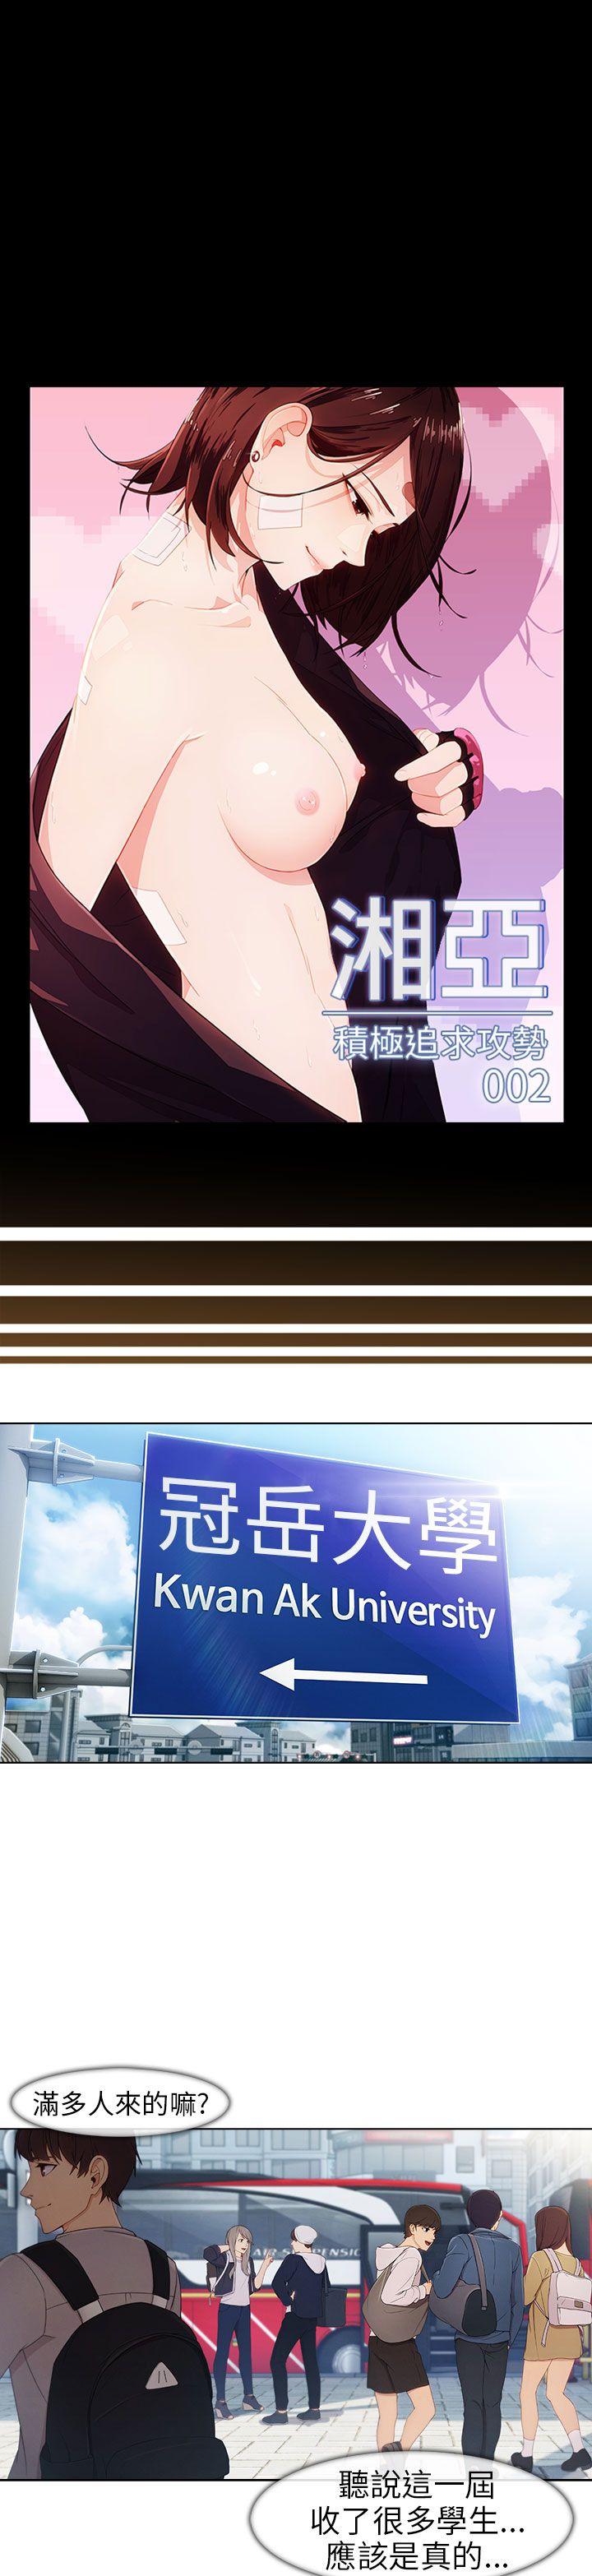 湘亞
積極追求攻勢
002
冠岳大學
Kwan Ak University
滿多人來的嘛?
AIR SUSPENSION
聽說這一屆
收了很多學生...
應該是真的...